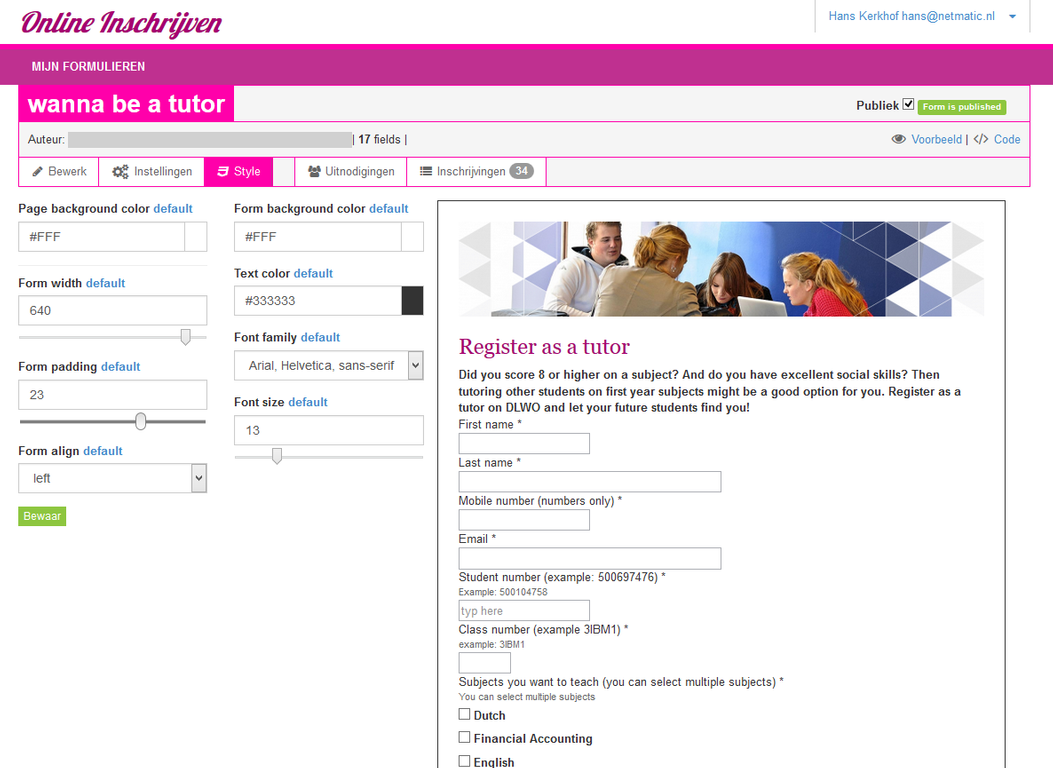 Online Inschrijven
Hans Kerkhof hans@netmatic.nl
MIJN FORMULIEREN
wanna be a tutor
Publiek Form is published
Auteur: | 17 fields |
Voorbeeld | </> Code
Bewerk
Instellingen
Style
Uitnodigingen
Inschrijvingen 34
Page background color default
#FFF
Form width default
640
Form padding default
23
Form align default
left
Bewaar
Form background color default
#FFF
Text color default
#333333
Font family default
Arial, Helvetica, sans-serif
Font size default
13
Register as a tutor
Did you score 8 or higher on a subject? And do you have excellent social skills? Then
tutoring other students on first year subjects might be a good option for you. Register as a
tutor on DLWO and let your future students find you!
First name *
Last name *
Mobile number (numbers only) *
Email *
Student number (example: 500697476) *
Example: 500104758
typ here
Class number (example 3IBM1) *
example: 3IBM1
Subjects you want to teach (you can select multiple subjects) *
You can select multiple subjects
Dutch
Financial Accounting
English